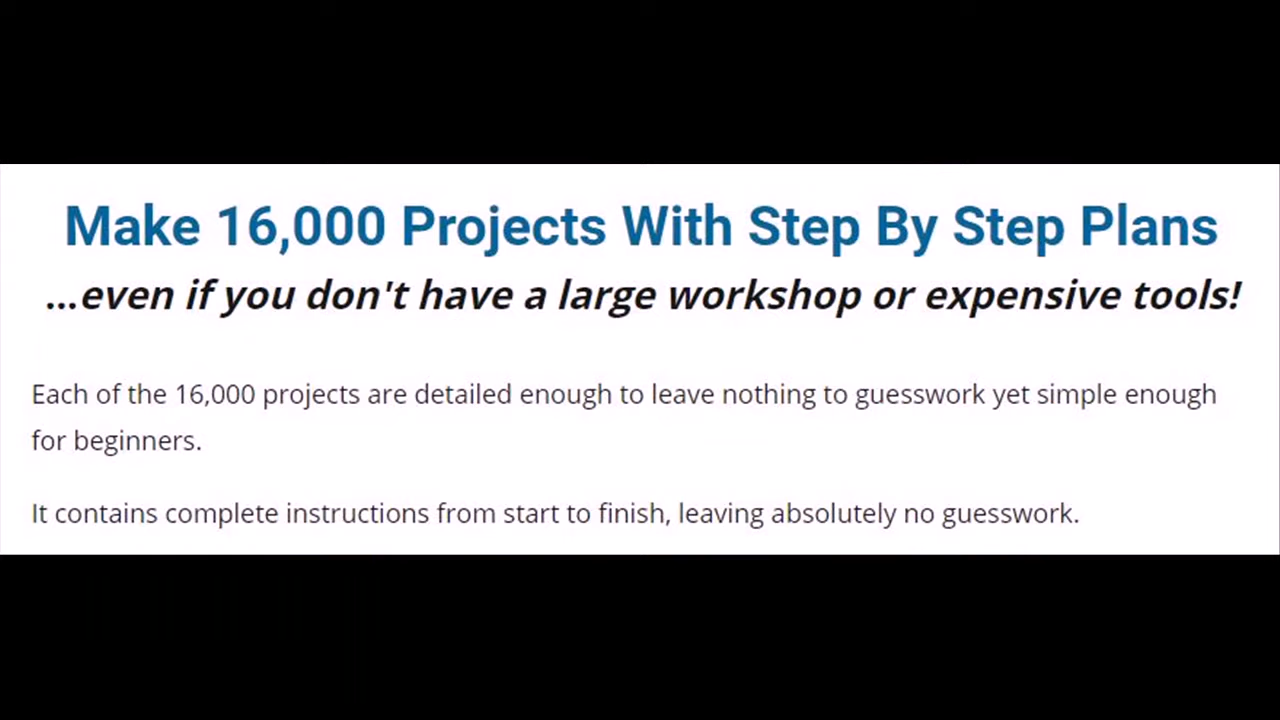 Make 16,000 Projects With Step By Step Plans
...even if you don't have a large workshop or expensive tools!
Each of the 16,000 projects are detailed enough to leave nothing to guesswork yet simple enough
for beginners.
It contains complete instructions from start to finish, leaving absolutely no guesswork.